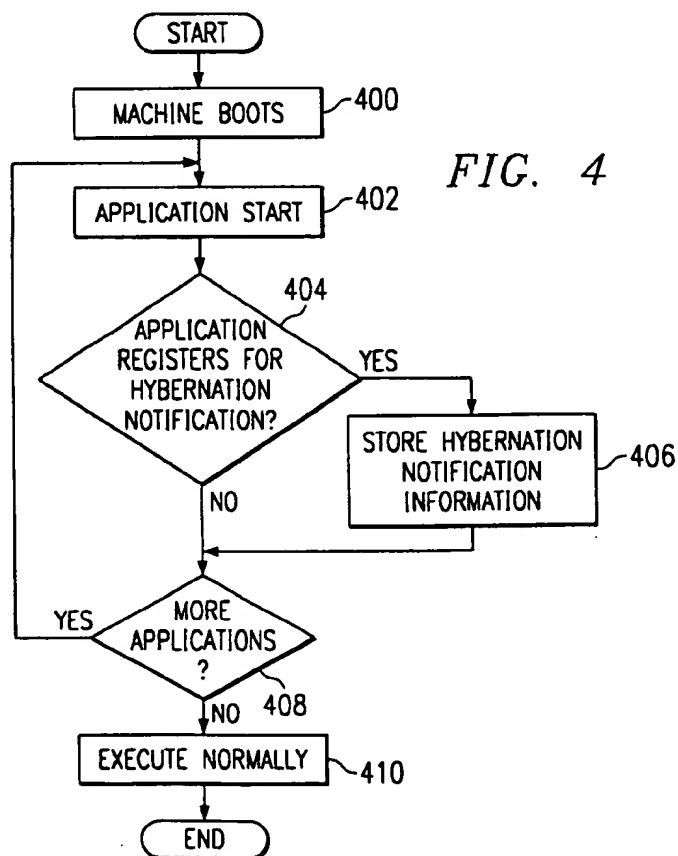 START
MACHINE BOOTS
400
FIG. 4
APPLICATION START
402
404
APPLICATION
REGISTERS FOR
HYBERNATION
NOTIFICATION?
YES
STORE HYBERNATION
NOTIFICATION
INFORMATION
406
NO
YES
MORE
APPLICATIONS
?
408
NO
EXECUTE NORMALLY
410
END